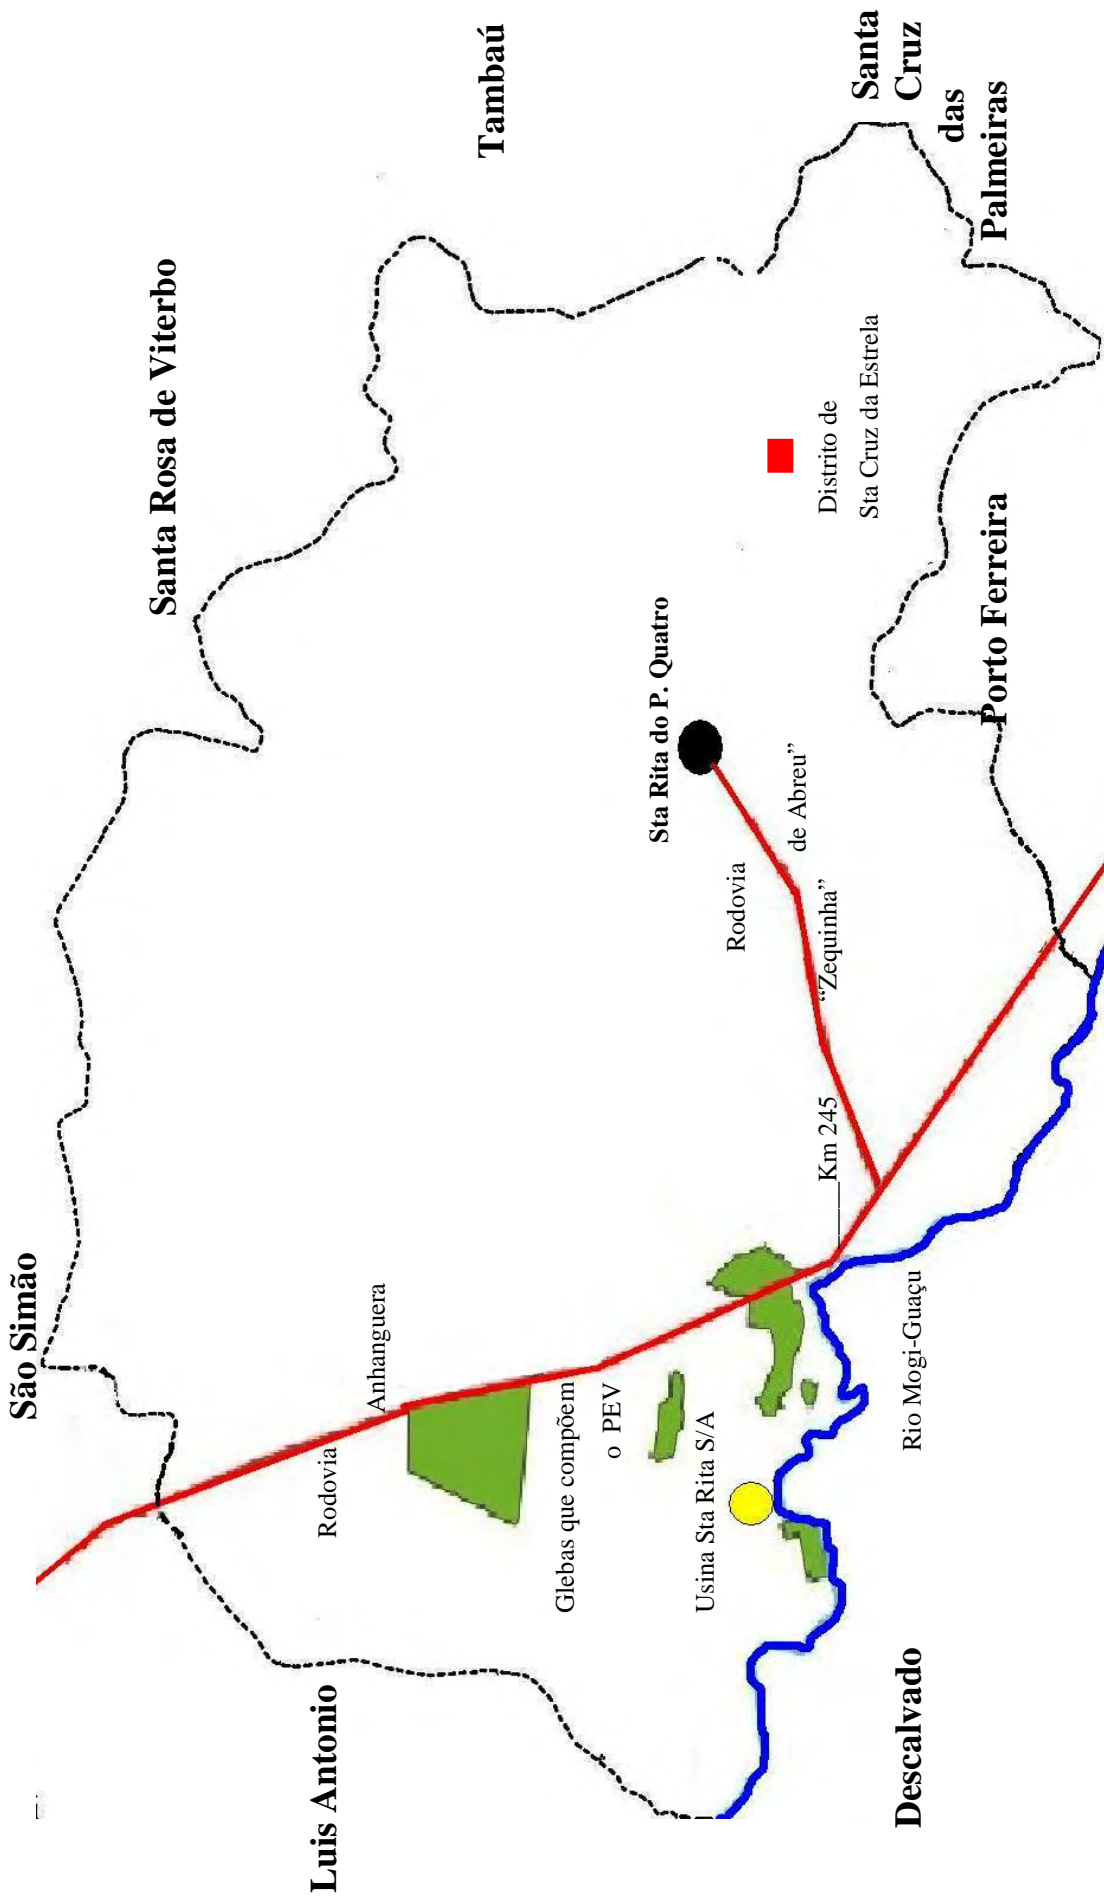 São Simão
Santa Rosa de Viterbo
Tambaú
Luis Antonio
Rodovia
Anhanguera
Glebas que compõem
o PEV
Usina Sta Rita S/A
Sta Rita do P. Quatro
Rodovia
“Zequinha”
de Abreu”
Km 245
Distrito de
Sta Cruz da Estrela
Santa
Cruz
das
Palmeiras
Rio Mogi-Guaçu
Descalvado
Porto Ferreira